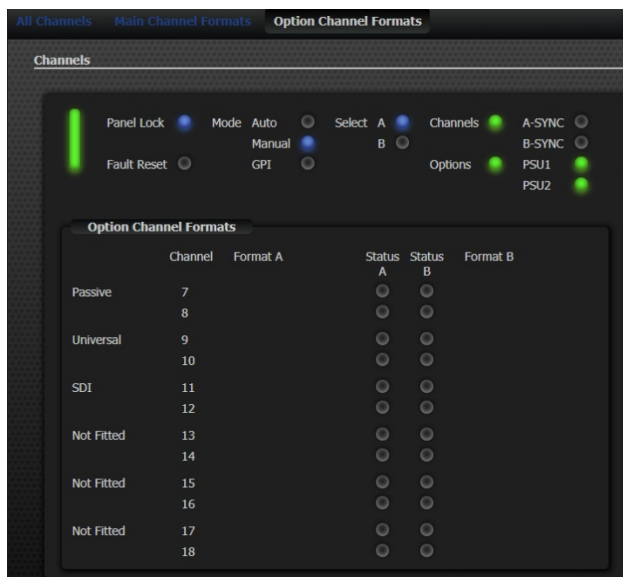 All Channels Main Channel Formats Option Channel Formats
Channels
Panel Lock Mode Auto Select A Channels A-SYNC
Manual B B-SYNC
Fault Reset GPI Options PSU1
PSU2
Option Channel Formats
Channel Format A Status Status Format B
A B
Passive 7
8
Universal 9
10
SDI 11
12
Not Fitted 13
14
Not Fitted 15
16
Not Fitted 17
18